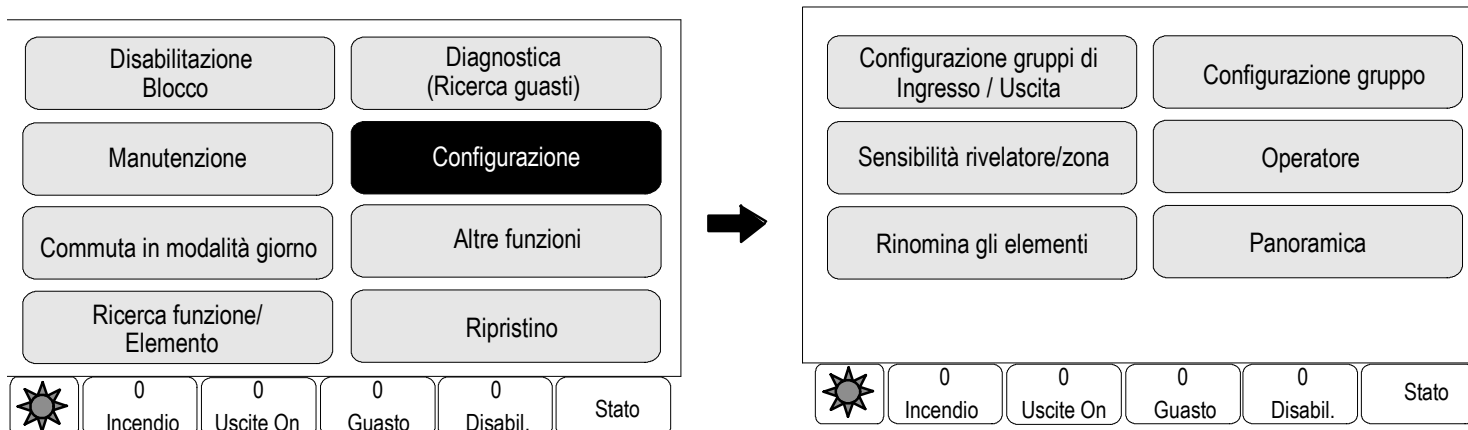 Disabilitazione
Blocco
Diagnostica
(Ricerca guasti)
Manutenzione
Configurazione
Commuta in modalità giorno
Altre funzioni
Ricerca funzione/
Elemento
Ripristino
0
Incendio
0
Uscite On
0
Guasto
0
Disabil.
Stato
Configurazione gruppi di
Ingresso / Uscita
Configurazione gruppo
Sensibilità rivelatore/zona
Operatore
Rinomina gli elementi
Panoramica
0
Incendio
0
Uscite On
0
Guasto
0
Disabil.
Stato